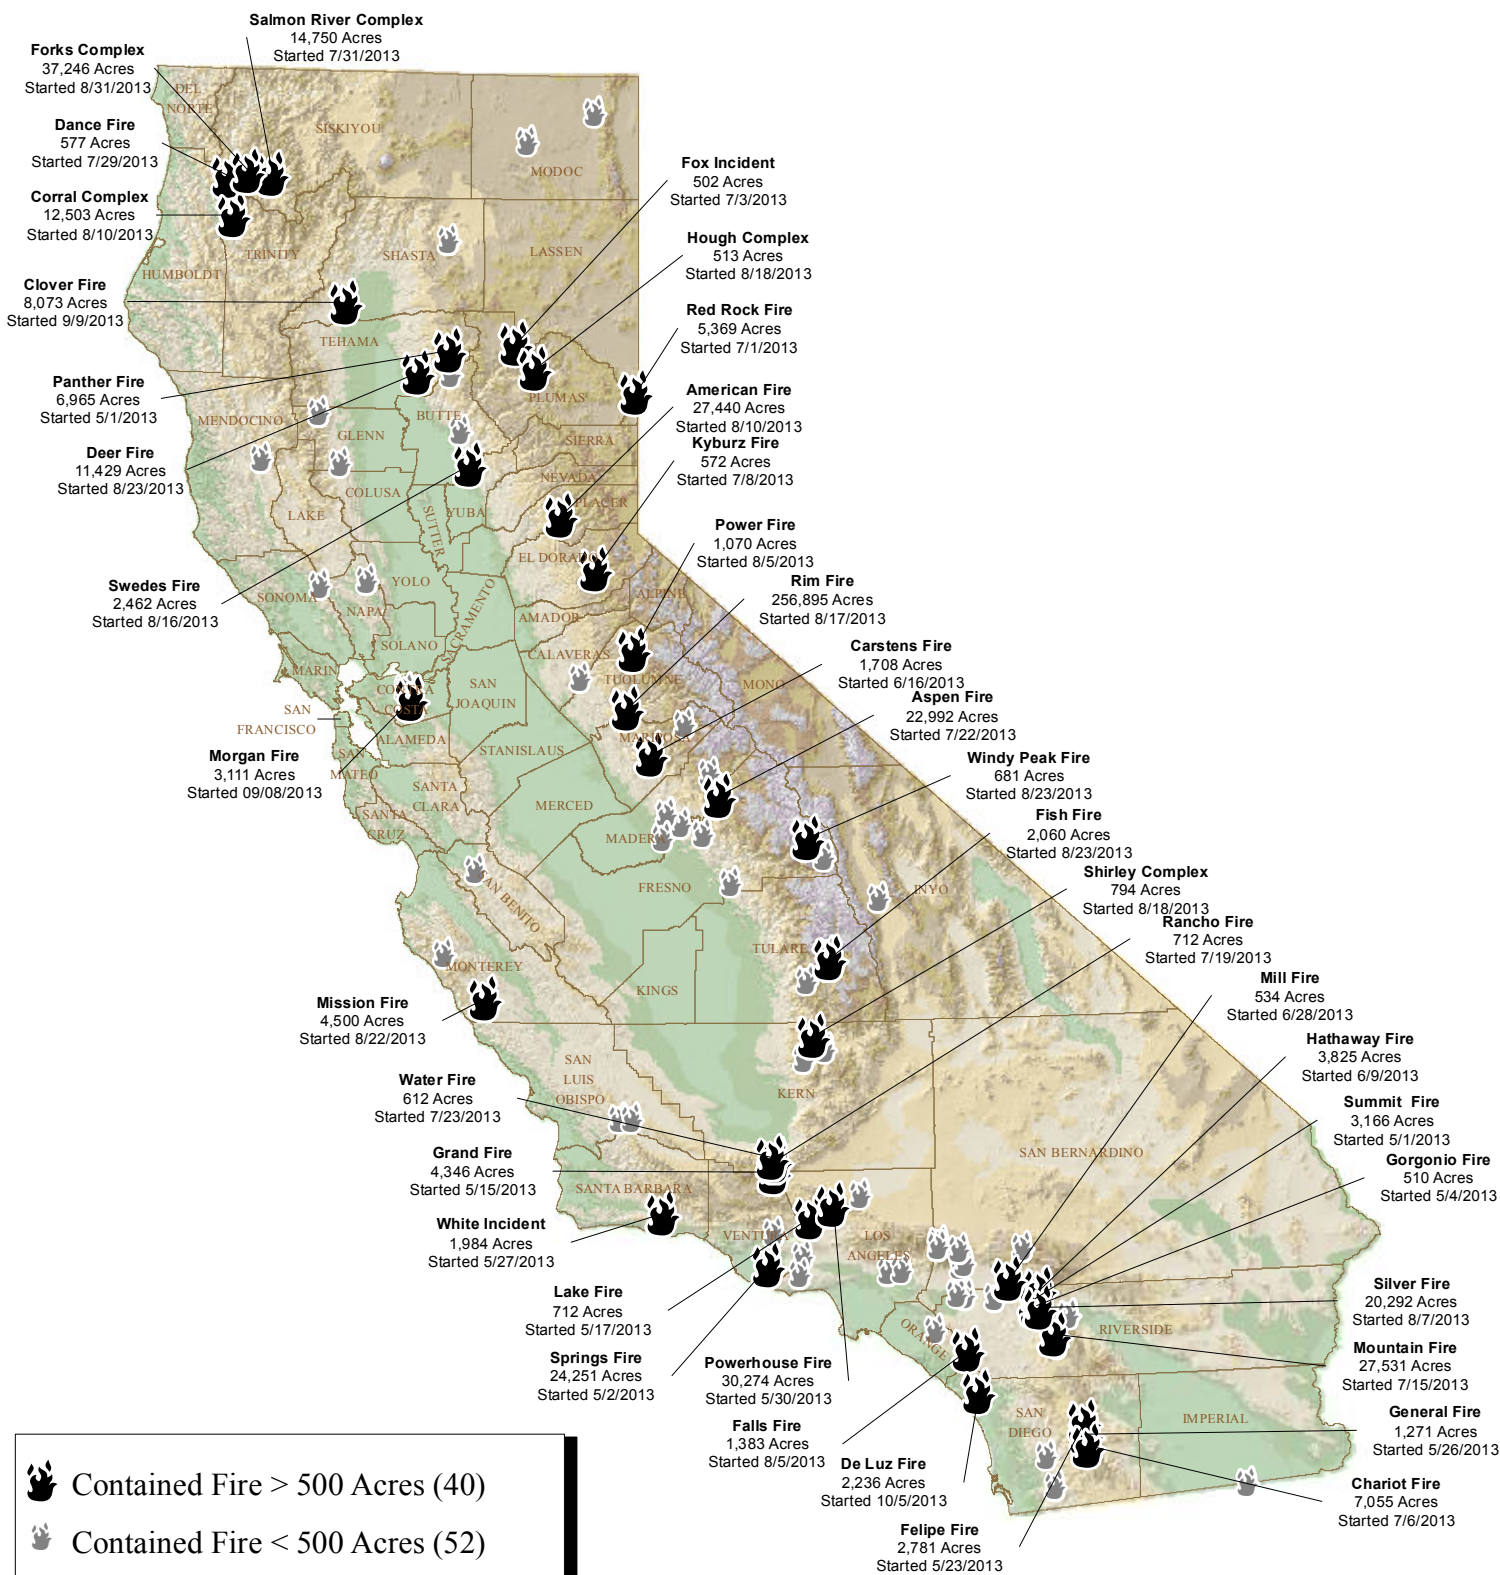 Salmon River Complex
14,750 Acres
Started 7/31/2013
Forks Complex
37,246 Acres
Started 8/31/2013
Dance Fire
577 Acres
Started 7/29/2013
Corral Complex
12,503 Acres
Started 8/10/2013
Clover Fire
8,073 Acres
Started 9/9/2013
Panther Fire
6,965 Acres
Started 5/1/2013
Deer Fire
11,429 Acres
Started 8/23/2013
Swedes Fire
2,462 Acres
Started 8/16/2013
Morgan Fire
3,111 Acres
Started 09/08/2013
Mission Fire
4,500 Acres
Started 8/22/2013
Water Fire
612 Acres
Started 7/23/2013
Grand Fire
4,346 Acres
Started 5/15/2013
White Incident
1,984 Acres
Started 5/27/2013
Lake Fire
712 Acres
Started 5/17/2013
Springs Fire
24,251 Acres
Started 5/2/2013
Powerhouse Fire
30,274 Acres
Started 5/30/2013
Falls Fire
1,383 Acres
Started 8/5/2013
De Luz Fire
2,236 Acres
Started 10/5/2013
Felipe Fire
2,781 Acres
Started 5/23/2013
Fox Incident
502 Acres
Started 7/3/2013
Hough Complex
513 Acres
Started 8/18/2013
Red Rock Fire
5,369 Acres
Started 7/1/2013
American Fire
27,440 Acres
Started 8/10/2013
Kyburz Fire
572 Acres
Started 7/8/2013
Power Fire
1,070 Acres
Started 8/5/2013
Rim Fire
256,895 Acres
Started 8/17/2013
Carstens Fire
1,708 Acres
Started 6/16/2013
Aspen Fire
22,992 Acres
Started 7/22/2013
Windy Peak Fire
681 Acres
Started 8/23/2013
Fish Fire
2,060 Acres
Started 8/23/2013
Shirley Complex
794 Acres
Started 8/18/2013
Rancho Fire
712 Acres
Started 7/19/2013
Mill Fire
534 Acres
Started 6/28/2013
Hathaway Fire
3,825 Acres
Started 6/9/2013
Summit Fire
3,166 Acres
Started 5/1/2013
Gorgonio Fire
510 Acres
Started 5/4/2013
Silver Fire
20,292 Acres
Started 8/7/2013
Mountain Fire
27,531 Acres
Started 7/15/2013
General Fire
1,271 Acres
Started 5/26/2013
Chariot Fire
7,055 Acres
Started 7/6/2013
DEL
NORTE
SISKIYOU
MODOC
HUMBOLDT
TRINITY
SHASTA
LASSEN
TEHAMA
PLUMAS
MENDOCINO
GLENN
BUTTE
SIERRA
NEVADA
PLACER
COLUSA
LAKE
SUTTER
YUBA
EL DORADO
SONOMA
NAPA
YOLO
SACRAMENTO
AMADOR
ALPINE
SOLANO
CALAVERAS
MARIN
CONTRA
COSTA
SAN
JOAQUIN
TUOLUMNE
MONO
SAN
FRANCISCO
ALAMEDA
STANISLAUS
MARIPOSA
SAN
MATEO
SANTA
CLARA
MERCED
SANTA
CRUZ
MADERA
FRESNO
SAN BENITO
INYO
MONTEREY
TULARE
KINGS
SAN
LUIS
OBISPO
KERN
SAN BERNARDINO
SANTA BARBARA
VENTURA
LOS
ANGELES
ORANGE
RIVERSIDE
SAN
DIEGO
IMPERIAL
Contained Fire > 500 Acres (40)
Contained Fire < 500 Acres (52)